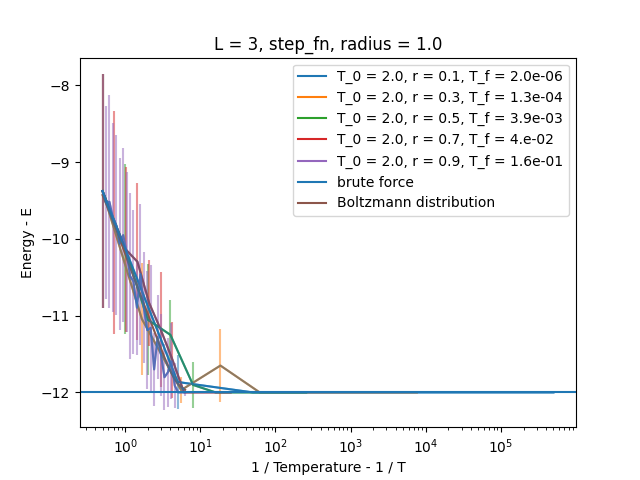 L = 3, step_fn, radius = 1.0
T_0 = 2.0, r = 0.1, T_f = 2.0e-06
T_0 = 2.0, r = 0.3, T_f = 1.3e-04
T_0 = 2.0, r = 0.5, T_f = 3.9e-03
T_0 = 2.0, r = 0.7, T_f = 4.e-02
T_0 = 2.0, r = 0.9, T_f = 1.6e-01
brute force
Boltzmann distribution
Energy - E
−8
−9
−10
−11
−12
10⁰ 10¹ 10² 10³ 10⁴ 10⁵
1 / Temperature - 1 / T